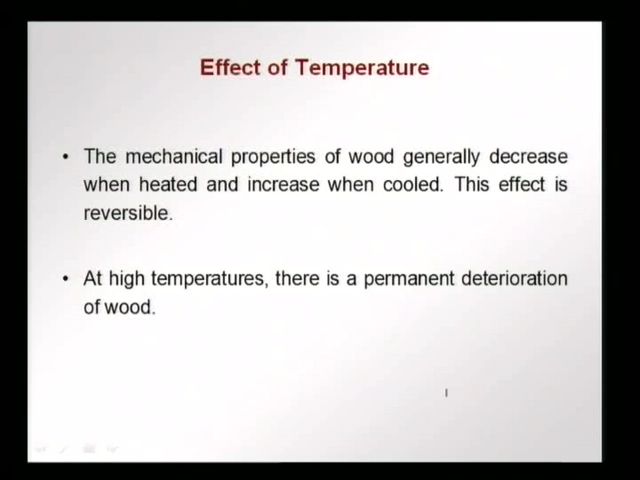 Effect of Temperature
• The mechanical properties of wood generally decrease
when heated and increase when cooled. This effect is
reversible.
• At high temperatures, there is a permanent deterioration
of wood.